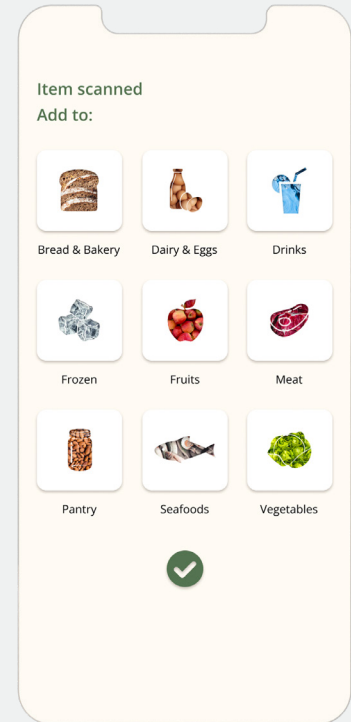 Item scanned
Add to:
Bread & Bakery Dairy & Eggs Drinks
Frozen Fruits Meat
Pantry Seafoods Vegetables